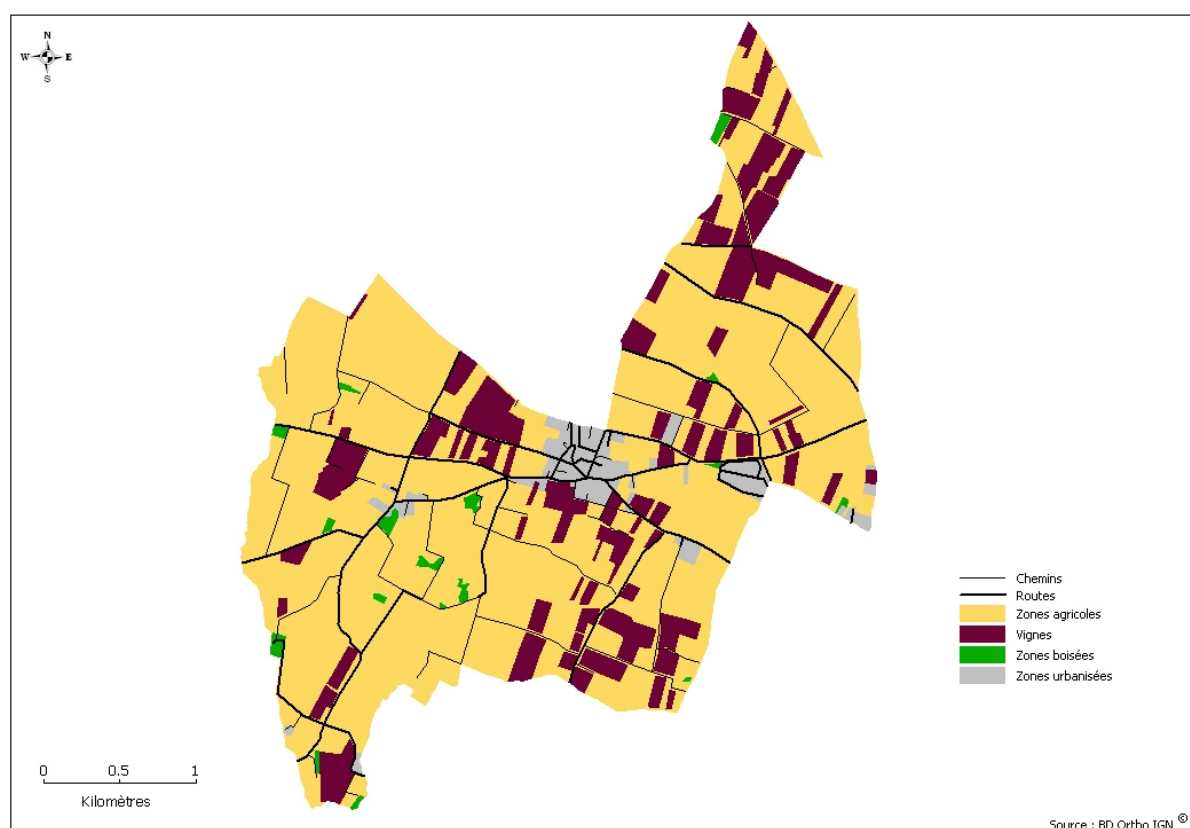 N
W E
S
Chemins
Routes
Zones agricoles
Vignes
Zones boisées
Zones urbanisées
0 0.5 1
Kilomètres
Source : BD Ortho IGN ©